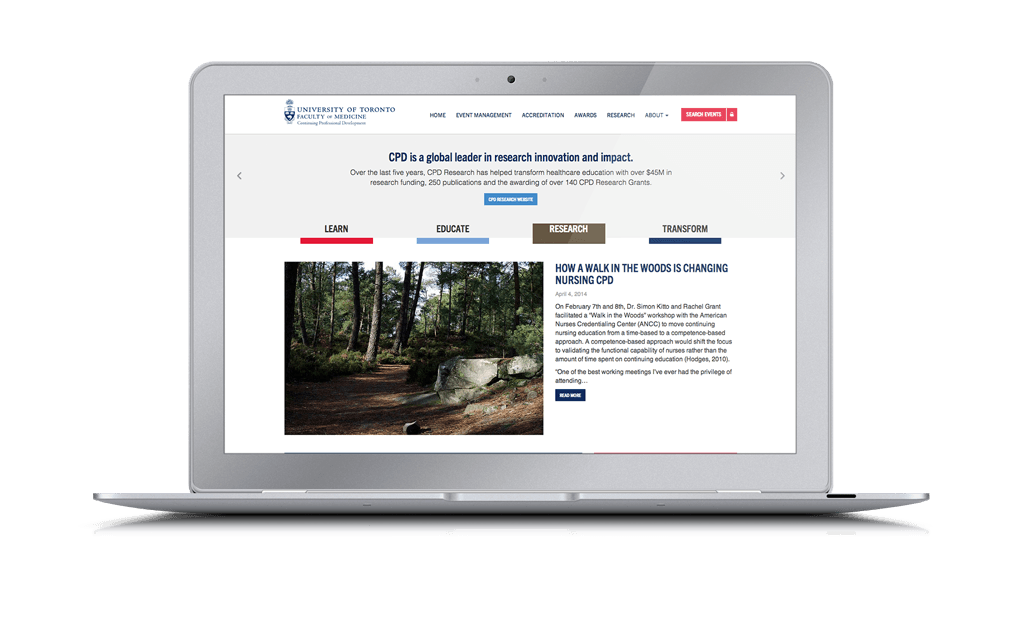 UNIVERSITY OF TORONTO
FACULTY OF MEDICINE
Continuing Professional Development
HOME EVENT MANAGEMENT ACCREDITATION AWARDS RESEARCH ABOUT SEARCH EVENTS
CPD is a global leader in research innovation and impact.
Over the last five years, CPD Research has helped transform healthcare education with over $45M in
research funding, 250 publications and the awarding of over 140 CPD Research Grants.
CPD RESEARCH WEBSITE
LEARN EDUCATE RESEARCH TRANSFORM
HOW A WALK IN THE WOODS IS CHANGING
NURSING CPD
April 4, 2014
On February 7th and 8th, Dr. Simon Kitto and Rachel Grant
facilitated a "Walk in the Woods" workshop with the American
Nurses Credentialing Center (ANCC) to move continuing
nursing education from a time-based to a competence-based
approach. A competence-based approach would shift the focus
to validating the functional capability of nurses rather than the
amount of time spent on continuing education (Hodges, 2010).
"One of the best working meetings I've ever had the privilege of
attending…
READ MORE